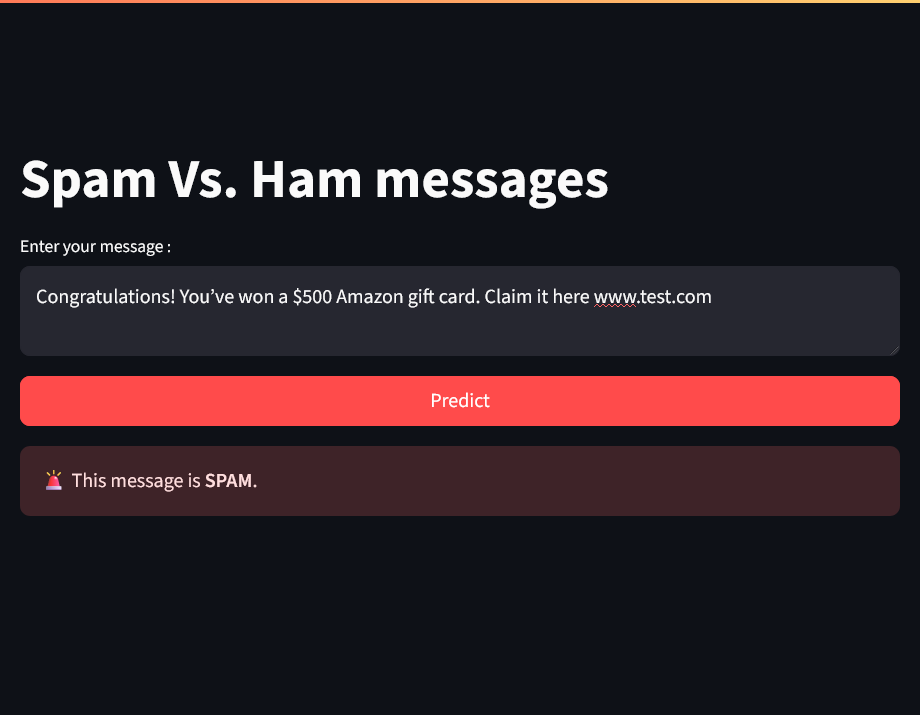 Spam Vs. Ham messages
Enter your message :
Congratulations! You’ve won a $500 Amazon gift card. Claim it here www.test.com
Predict
🚨 This message is SPAM.